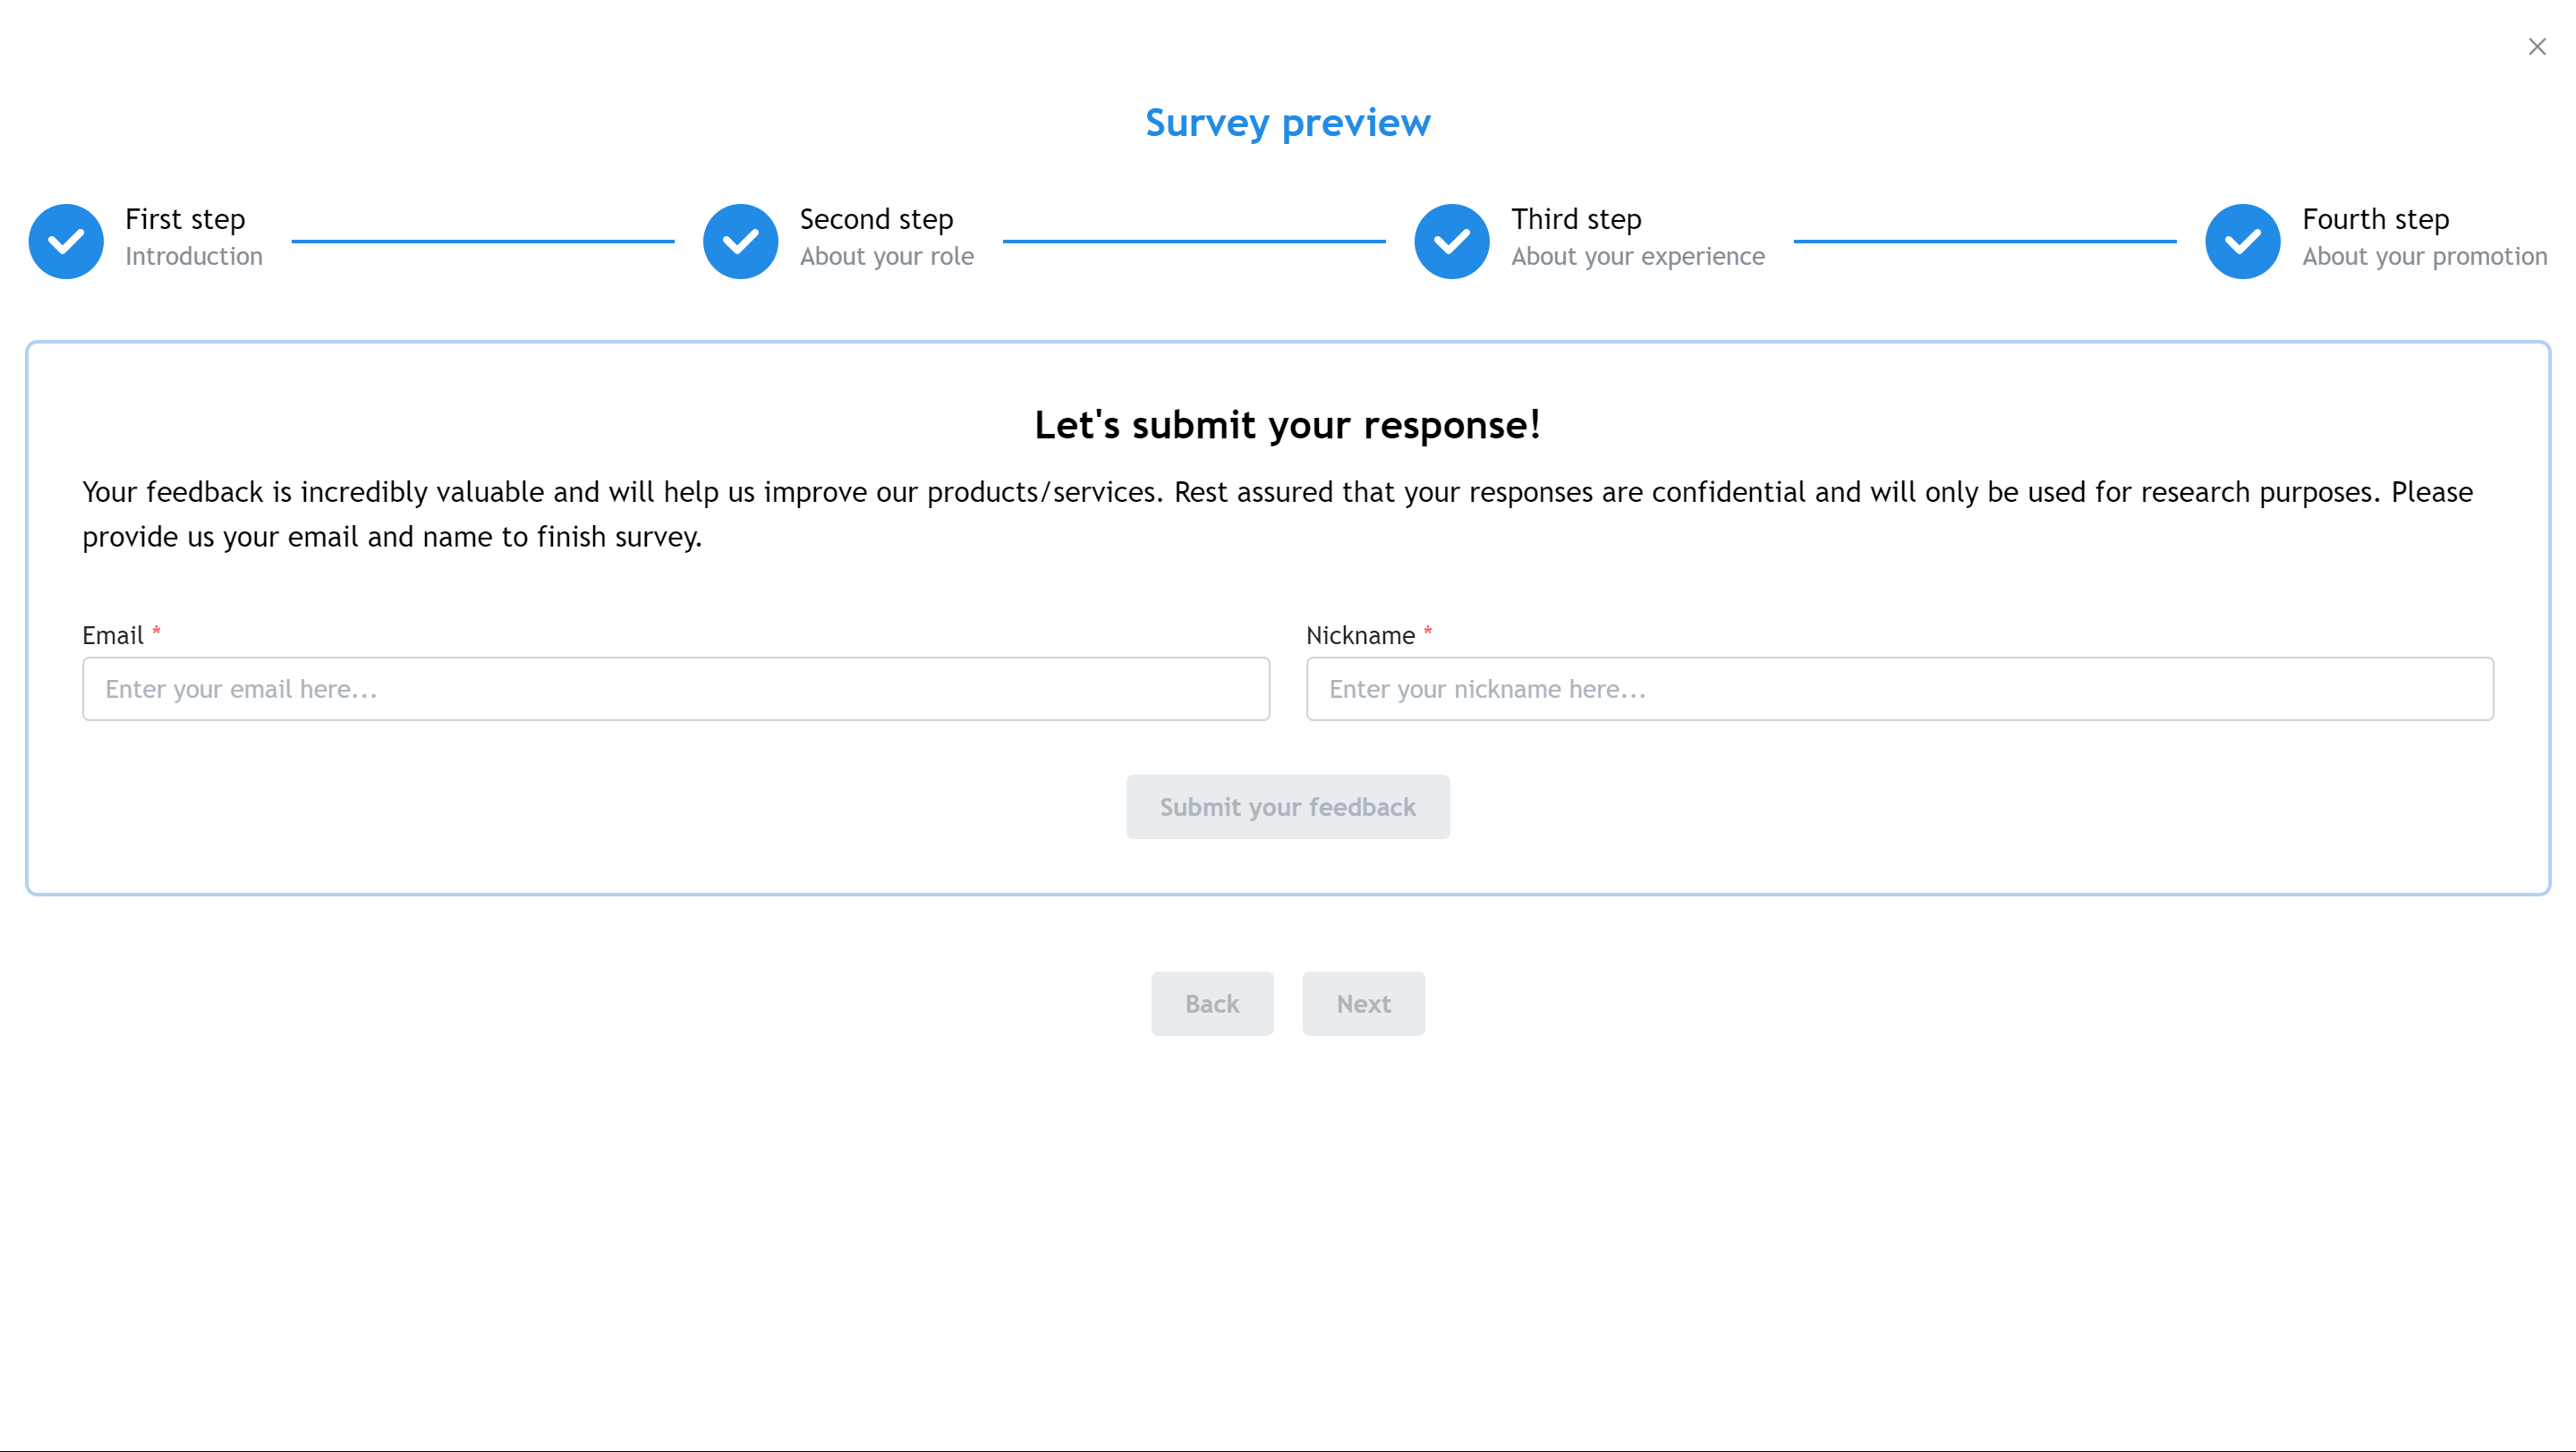 Survey preview
First step
Introduction
Second step
About your role
Third step
About your experience
Fourth step
About your promotion
Let's submit your response!
Your feedback is incredibly valuable and will help us improve our products/services. Rest assured that your responses are confidential and will only be used for research purposes. Please
provide us your email and name to finish survey.
Email *
Nickname *
Enter your email here...
Enter your nickname here...
Submit your feedback
Back
Next